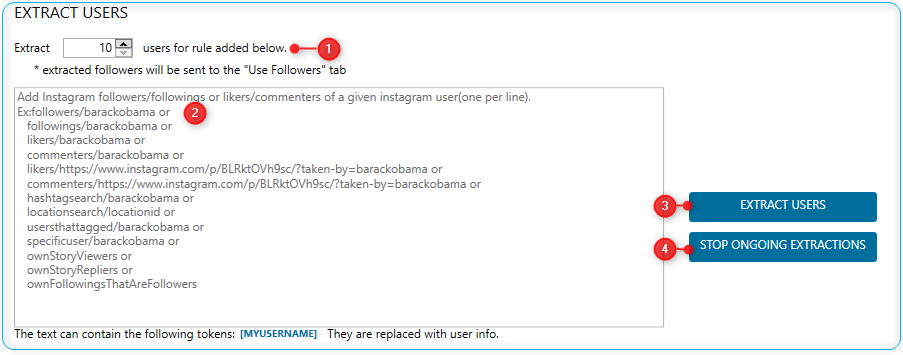 EXTRACT USERS
Extract 10 users for rule added below. 1
* extracted followers will be sent to the "Use Followers" tab
Add Instagram followers/followings or likers/commenters of a given instagram user(one per line).
Ex:followers/barackobama or 2
followings/barackobama or
likers/barackobama or
commenters/barackobama or
likers/https://www.instagram.com/p/BLRktOVh9sc/?taken-by=barackobama or
commenters/https://www.instagram.com/p/BLRktOVh9sc/?taken-by=barackobama or
hashtagsearch/barackobama or
locationsearch/locationid or
usersthattagged/barackobama or
specificuser/barackobama or
ownStoryViewers or
ownStoryRepliers or
ownFollowingsThatAreFollowers
3 EXTRACT USERS
4 STOP ONGOING EXTRACTIONS
The text can contain the following tokens: [MYUSERNAME] They are replaced with user info.